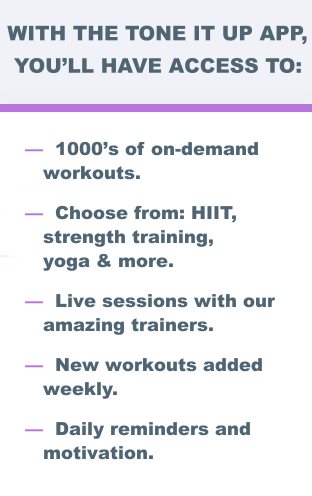 WITH THE TONE IT UP APP,
YOU’LL HAVE ACCESS TO:
— 1000’s of on-demand
workouts.
— Choose from: HIIT,
strength training,
yoga & more.
— Live sessions with our
amazing trainers.
— New workouts added
weekly.
— Daily reminders and
motivation.